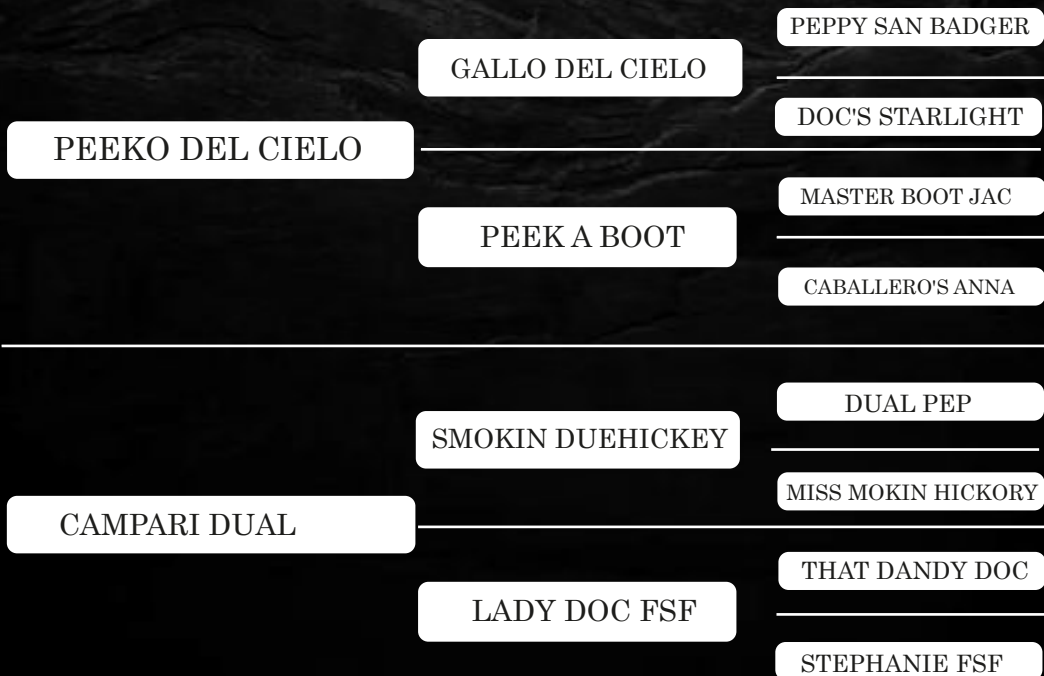 PEEKO DEL CIELO
GALLO DEL CIELO
PEPPY SAN BADGER
DOC'S STARLIGHT
PEEK A BOOT
MASTER BOOT JAC
CABALLERO'S ANNA
CAMPARI DUAL
SMOKIN DUEHICKEY
DUAL PEP
MISS MOKIN HICKORY
LADY DOC FSF
THAT DANDY DOC
STEPHANIE FSF